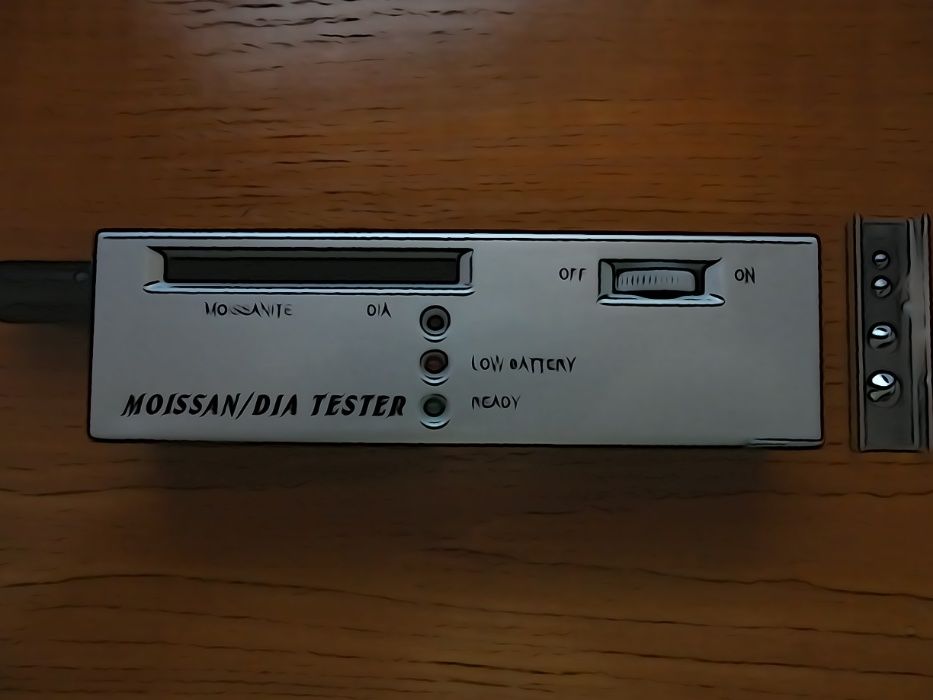 OFF ON
MOISSANITE DIA
LOW BATTERY
MOISSAN/DIA TESTER
READY